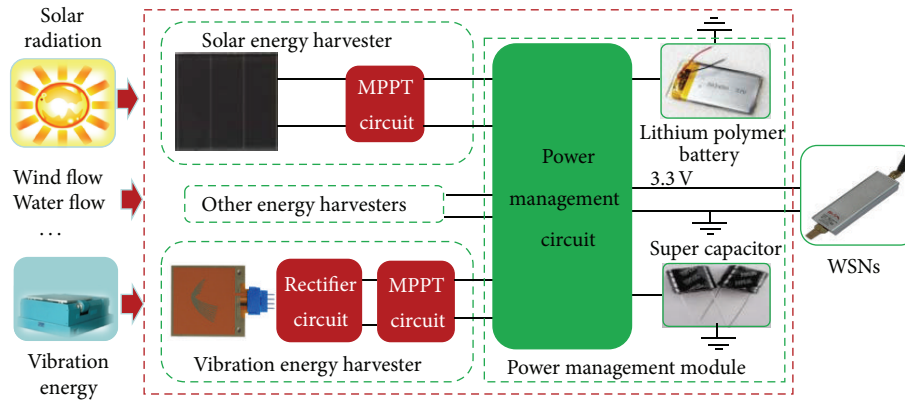 Solar
radiation
Wind flow
Water flow
...
Vibration
energy
Solar energy harvester
MPPT
circuit
Other energy harvesters
Rectifier
circuit
MPPT
circuit
Vibration energy harvester
Power
management
circuit
Lithium polymer
battery
3.3 V
Super capacitor
Power management module
WSNs